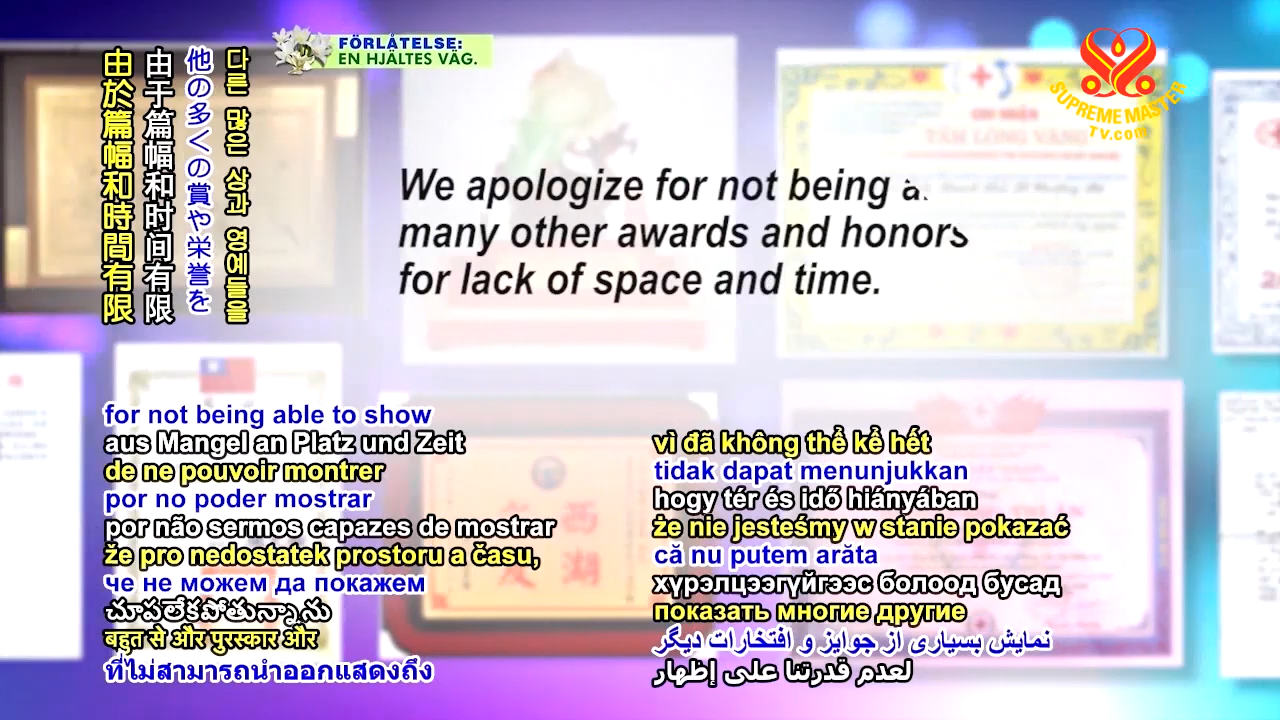 FÖRLÅTELSE:
EN HJÄLTES VÄG.
SUPREME MASTER
TV.com
由於篇幅和時間有限
由于篇幅和时间有限
他の多くの賞や栄誉を
다른 많은 상과 영예들을
TẤM LÒNG VÀNG
We apologize for not being
many other awards and honors
for lack of space and time.
for not being able to show
aus Mangel an Platz und Zeit
de ne pouvoir montrer
por no poder mostrar
por não sermos capazes de mostrar
že pro nedostatek prostoru a času,
че не можем да покажем
చూపలేకపోతున్నాను
बहुत से और पुरस्कार और
ที่ไม่สามารถนำออกแสดงถึง
vì đã không thể kể hết
tidak dapat menunjukkan
hogy tér és idő hiányában
że nie jesteśmy w stanie pokazać
că nu putem arăta
хүрэлцээгүйгээс болоод бусад
показать многие другие
نمایش بسیاری از جوایز و افتخارات دیگر
لعدم قدرتنا على إظهار
西湖